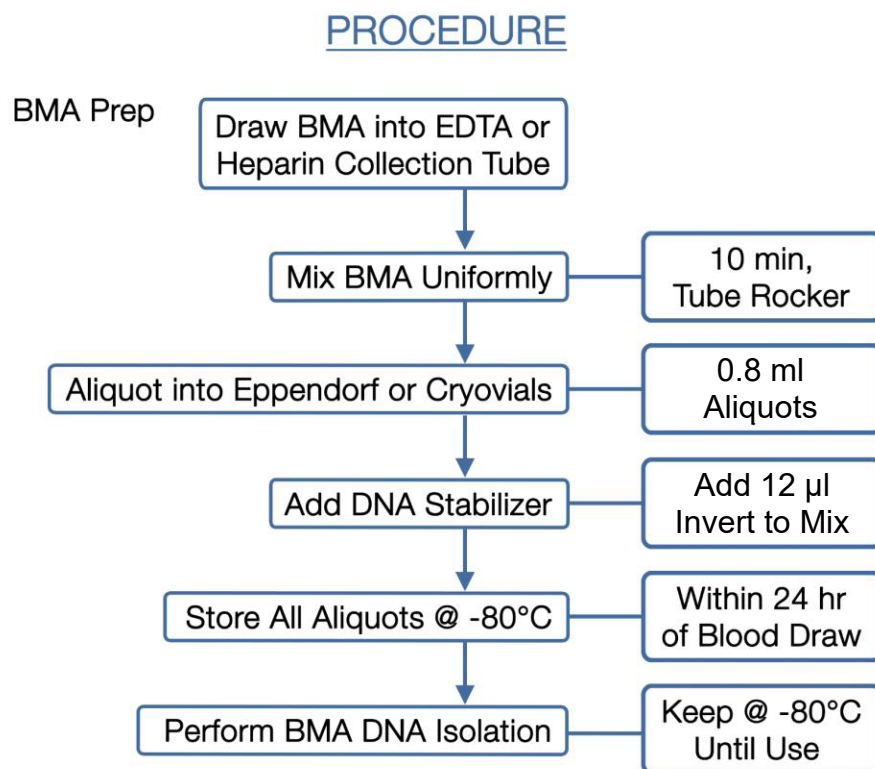 PROCEDURE
BMA Prep
Draw BMA into EDTA or
Heparin Collection Tube
Mix BMA Uniformly
10 min,
Tube Rocker
Aliquot into Eppendorf or Cryovials
0.8 ml
Aliquots
Add DNA Stabilizer
Add 12 µl
Invert to Mix
Store All Aliquots @ -80°C
Within 24 hr
of Blood Draw
Perform BMA DNA Isolation
Keep @ -80°C
Until Use